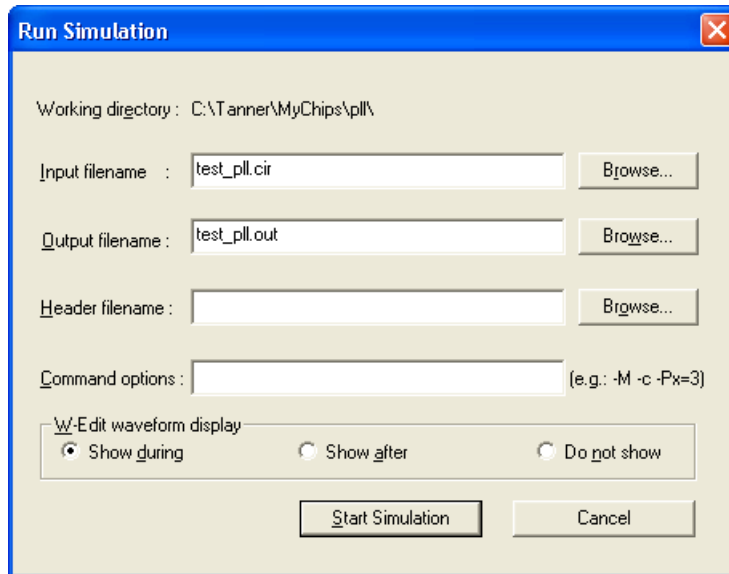 Run Simulation
Working directory : C:\Tanner\MyChips\pll\
Input filename : test_pll.cir Browse...
Output filename : test_pll.out Browse...
Header filename : Browse...
Command options : (e.g.: -M -c -Px=3)
W-Edit waveform display
Show during Show after Do not show
Start Simulation Cancel